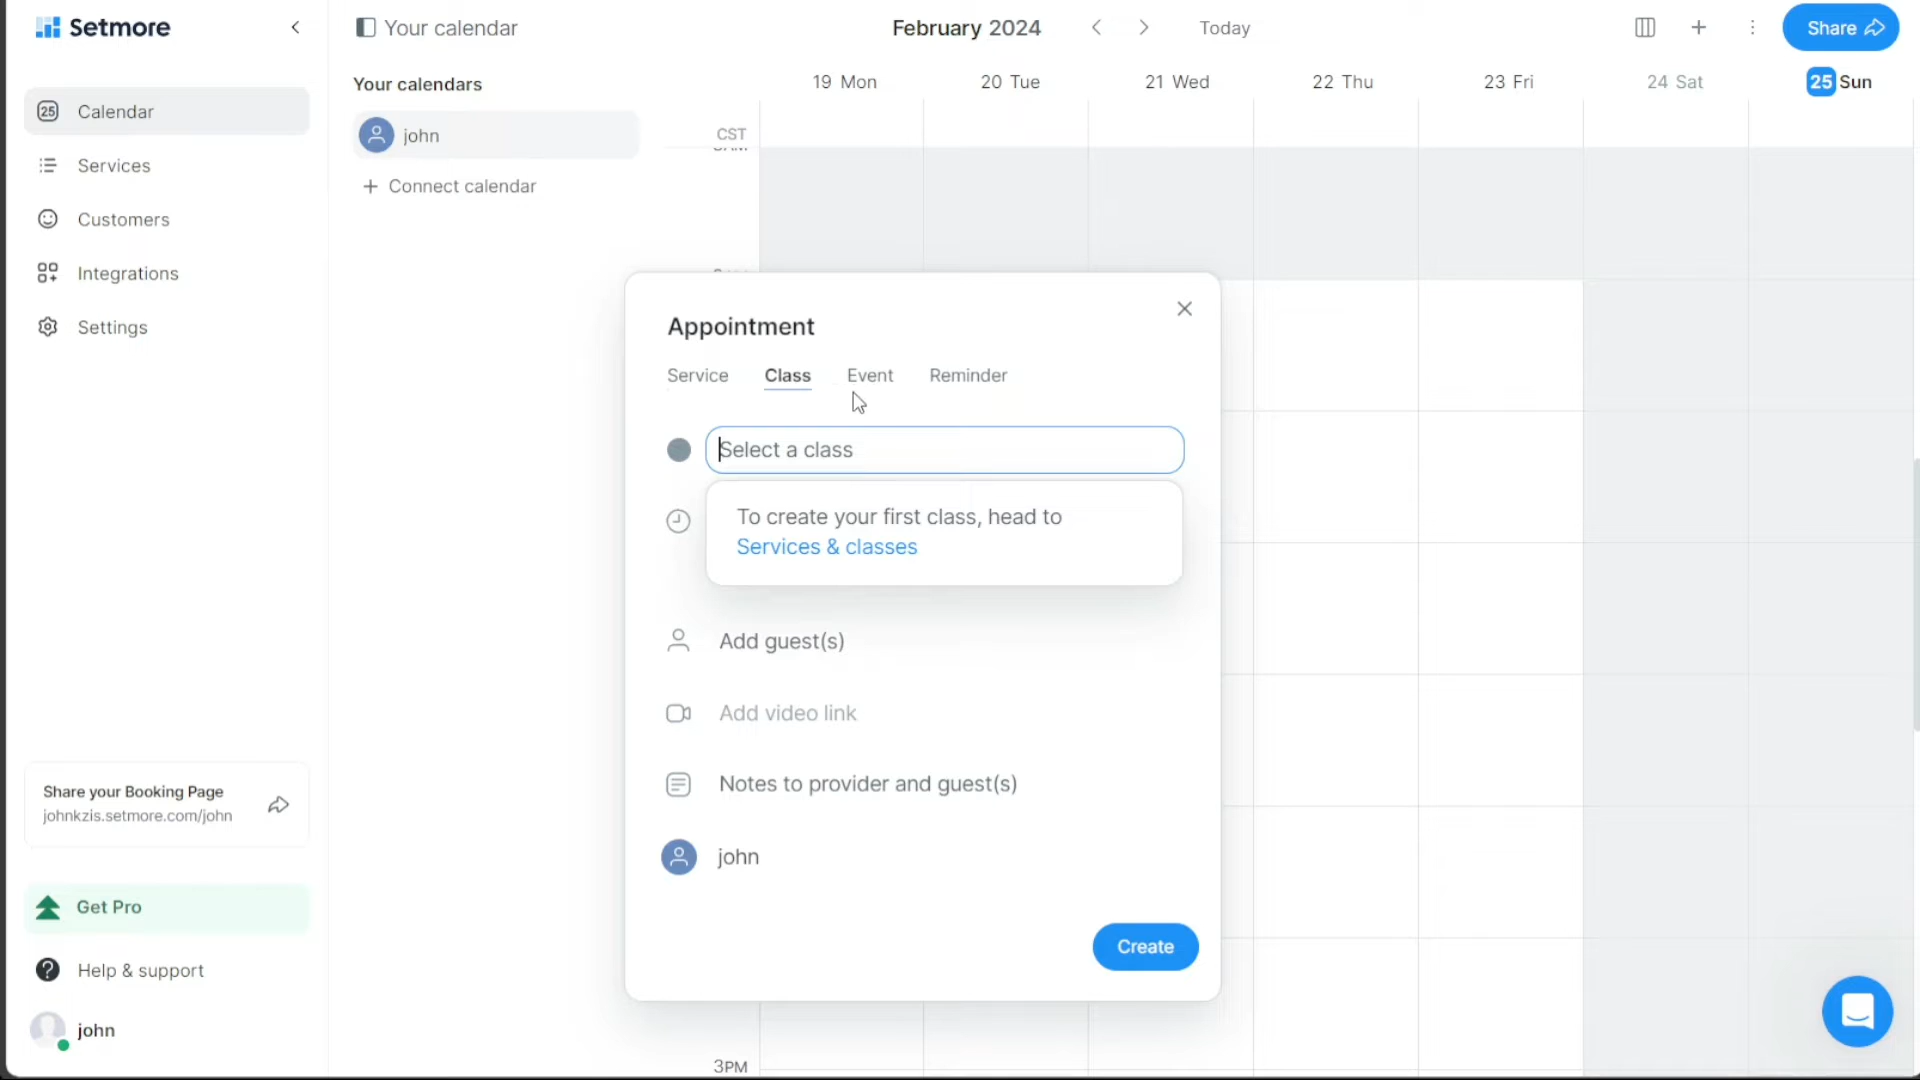 Setmore
25 Calendar
Services
Customers
Integrations
Settings
Share your Booking Page
johnkzis.setmore.com/john
Get Pro
Help & support
john
Your calendar
Your calendars
john
+ Connect calendar
February 2024
Today
Share
19 Mon
20 Tue
21 Wed
22 Thu
23 Fri
24 Sat
25 Sun
CST
Appointment
Service
Class
Event
Reminder
Select a class
To create your first class, head to
Services & classes
Add guest(s)
Add video link
Notes to provider and guest(s)
john
Create
3PM